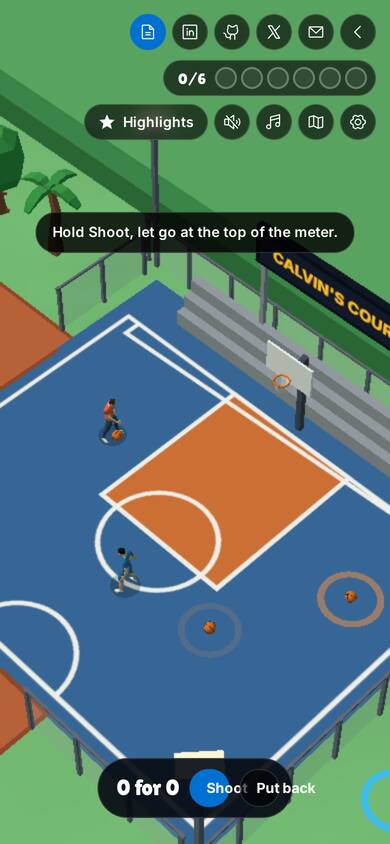 0/6
Highlights
Hold Shoot, let go at the top of the meter.
CALVIN'S COUR
0 for 0 Shoot Put back